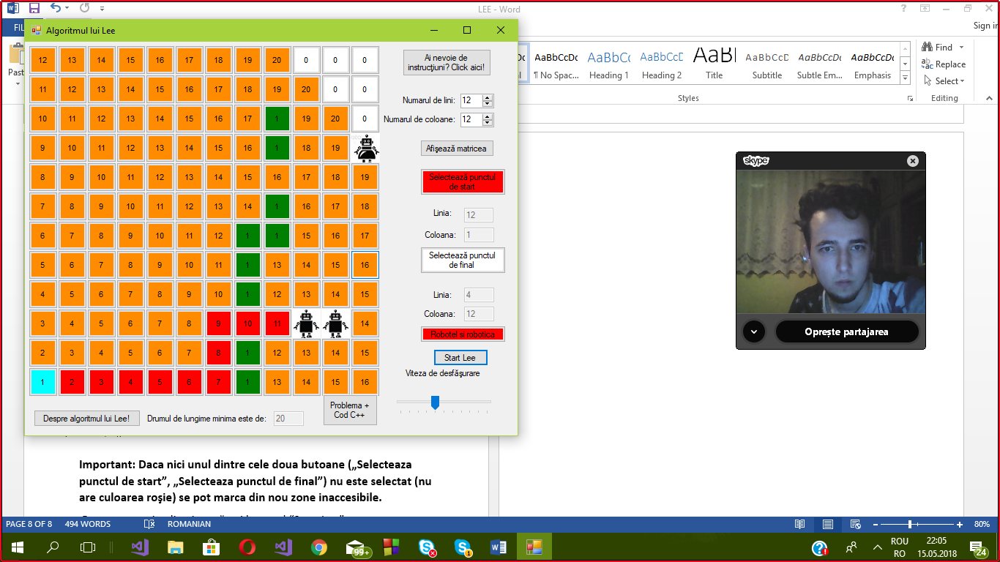 LEE - Word
FIL
Sign in
Algoritmul lui Lee
Past
12 13 14 15 16 17 18 19 20 0 0 0
11 12 13 14 15 16 17 18 19 20 0 0
10 11 12 13 14 15 16 17 1 19 20 0
9 10 11 12 13 14 15 16 1 18 19
8 9 10 11 12 13 14 15 16 17 18 19
7 8 9 10 11 12 13 14 1 16 17 18
6 7 8 9 10 11 12 1 1 15 16 17
5 6 7 8 9 10 11 1 13 14 15 16
4 5 6 7 8 9 10 1 12 13 14 15
3 4 5 6 7 8 9 10 11 14
2 3 4 5 6 7 8 1 12 13 14 15
1 2 3 4 5 6 7 1 13 14 15 16
Ai nevoie de
instrucţiuni? Click aici!
Numarul de lini: 12
Numarul de coloane: 12
Afişează matricea
Selectează punctul
de start
Linia: 12
Coloana: 1
Selectează punctul
de final
Linia: 4
Coloana: 12
Robotel si robotica
Start Lee
Viteza de desfăşurare
Problema +
Cod C++
Despre algoritmul lui Lee!
Drumul de lungime minima este de: 20
AaBbCcDc AaBbCc AaBbCcD AaBl AaBbCcD AaBbCcDt AaBbCcDt
¶ No Spac... Heading 1 Heading 2 Title Subtitle Subtle Em... Emphasis
Styles
Find
Replace
Select
Editing
skype
Oprește partajarea
Important: Daca nici unul dintre cele doua butoane („Selecteaza
punctul de start”, „Selecteaza punctul de final”) nu este selectat (nu
are culoarea roşie) se pot marca din nou zone inaccesibile.
PAGE 8 OF 8 494 WORDS ROMANIAN
80%
99+
1
ROU
RO
22:05
15.05.2018
24